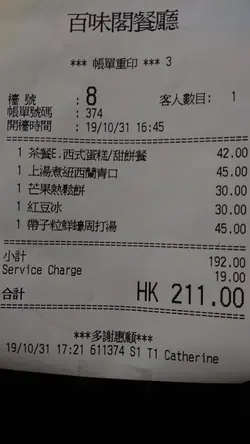 百味閣餐廳
*** 帳單重印 *** 3
檯 號 : 8 客人數目: 1
帳單號碼 : 374
開檯時間 : 19/10/31 16:45
1 茶餐E,西式蛋糕/甜餅餐 42.00
1 上湯煮紐西蘭青口 45.00
1 芒果熱鬆餅 30.00
1 紅豆冰 30.00
1 帶子粒鮮蠔周打湯 45.00
小計 192.00
Service Charge 19.00
合計 HK 211.00
***多謝惠顧***
19/10/31 17:21 611374 S1 T1 Catherine